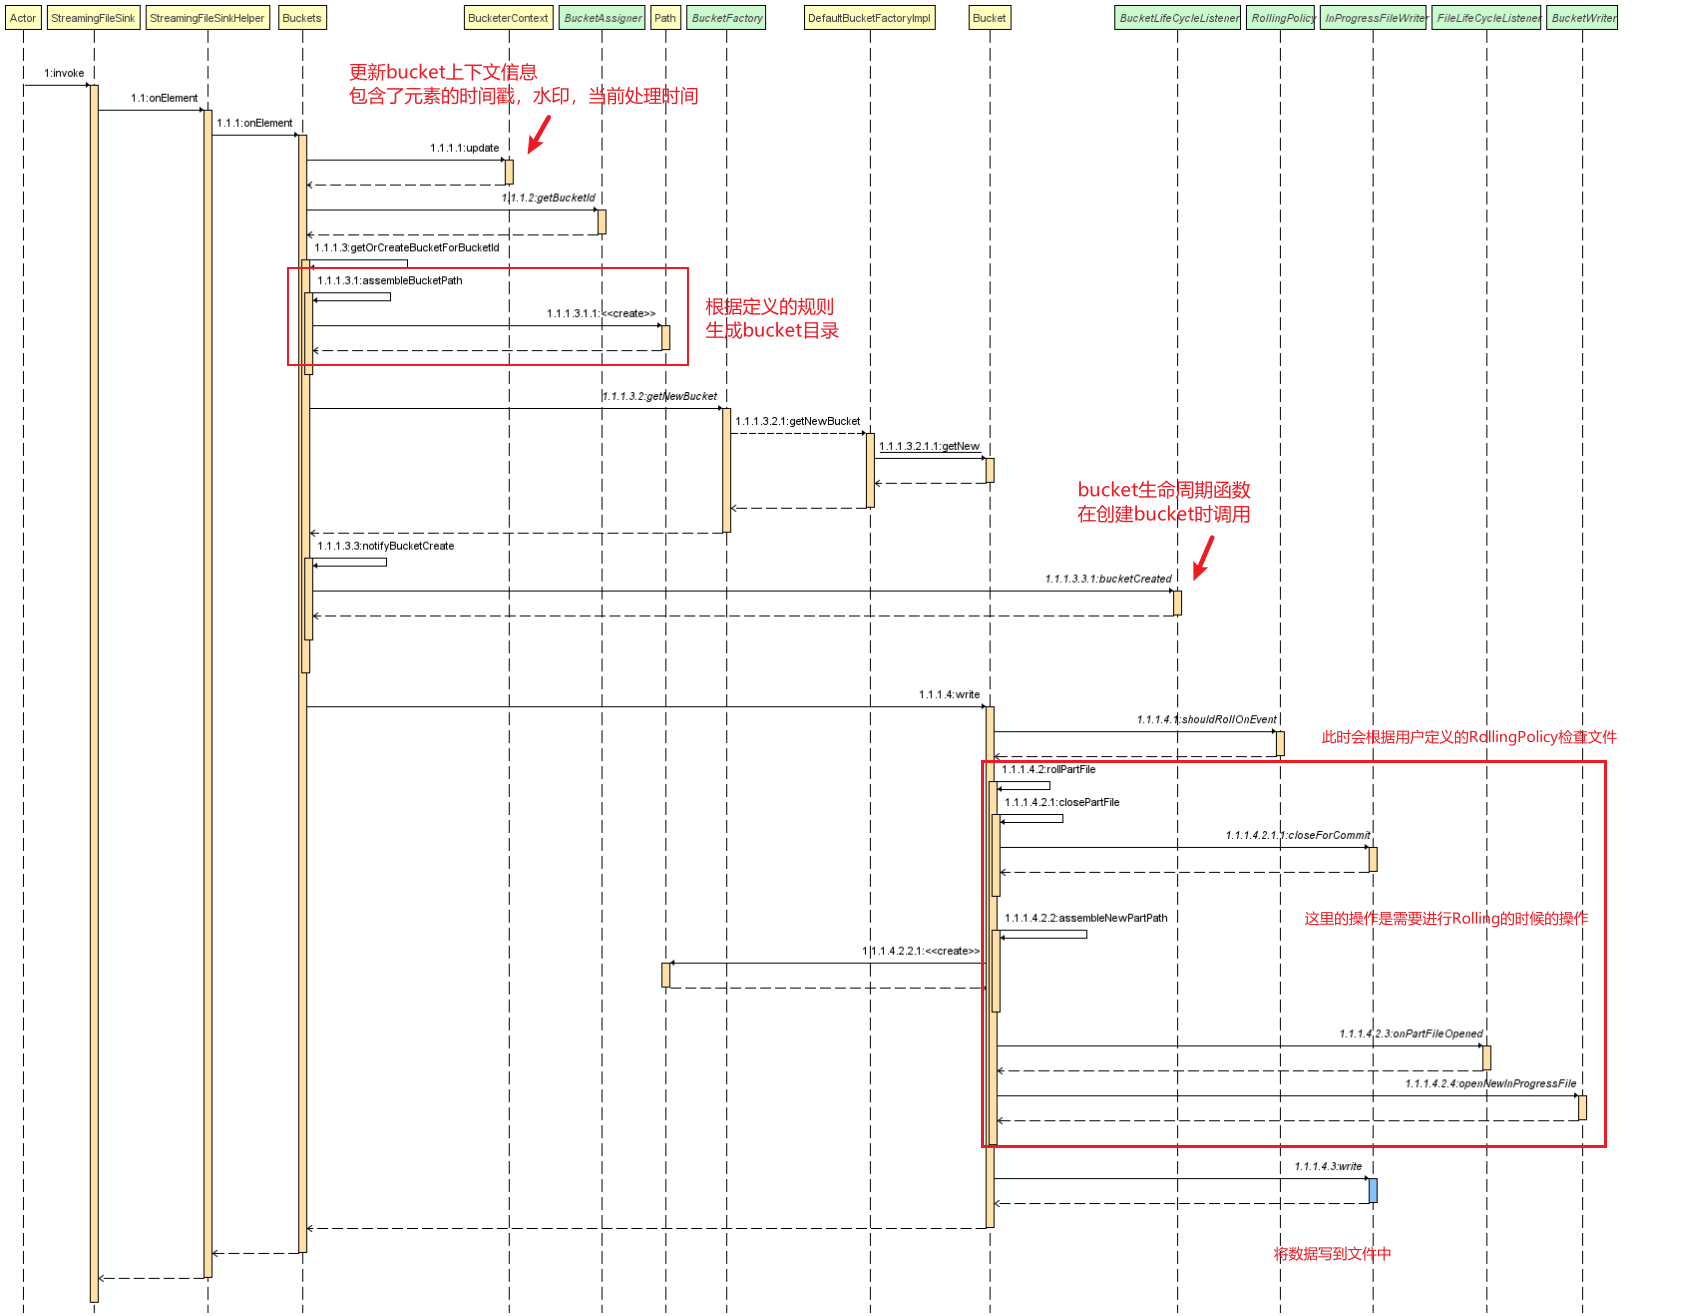 Actor
StreamingFileSink
StreamingFileSinkHelper
Buckets
BucketerContext
BucketAssigner
Path
BucketFactory
DefaultBucketFactoryImpl
Bucket
BucketLifeCycleListener
RollingPolicy
InProgressFileWriter
FileLifeCycleListener
BucketWriter
1:invoke
更新bucket上下文信息
包含了元素的时间戳，水印，当前处理时间
1.1:onElement
1.1.1:onElement
1.1.1.1:update
1.1.1.2:getBucketId
1.1.1.3:getOrCreateBucketForBucketId
1.1.1.3.1:assembleBucketPath
根据定义的规则
生成bucket目录
1.1.1.3.1.1:<<create>>
1.1.1.3.2:getNewBucket
1.1.1.3.2.1:getNewBucket
1.1.1.3.2.1.1:getNew
bucket生命周期函数
在创建bucket时调用
1.1.1.3.3:notifyBucketCreate
1.1.1.3.3.1:bucketCreated
1.1.1.4:write
1.1.1.4.1:shouldRollOnEvent
此时会根据用户定义的RollingPolicy检查文件
1.1.1.4.2:rollPartFile
1.1.1.4.2.1:closePartFile
1.1.1.4.2.1.1:closeForCommit
1.1.1.4.2.2:assembleNewPartPath
这里的操作是需要进行Rolling的时候的操作
1.1.1.4.2.2.1:<<create>>
1.1.1.4.2.3:onPartFileOpened
1.1.1.4.2.4:openNewInProgressFile
1.1.1.4.3:write
将数据写到文件中